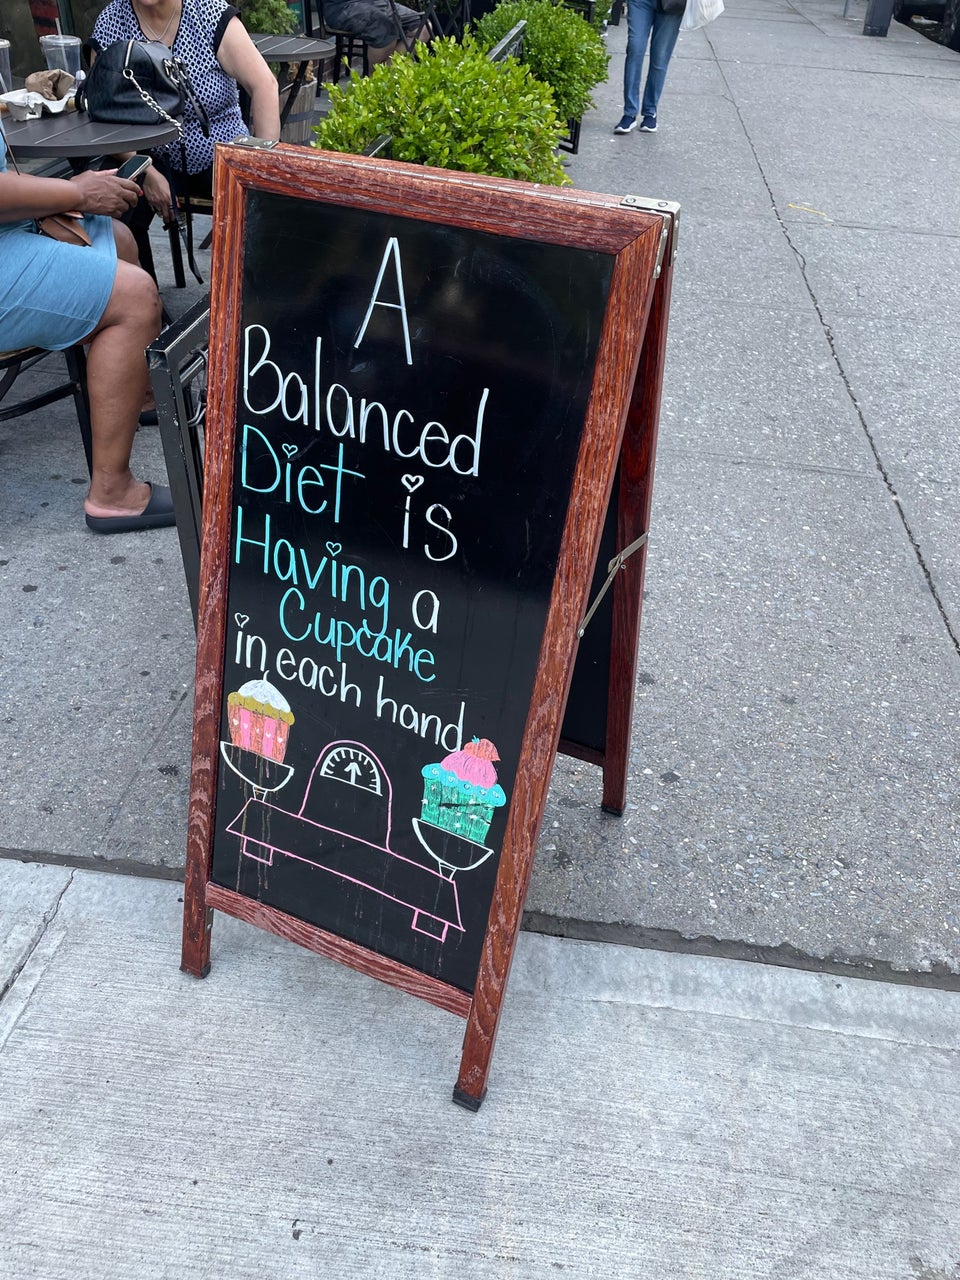 A
Balanced
Diet is
Having a
Cupcake
in each hand